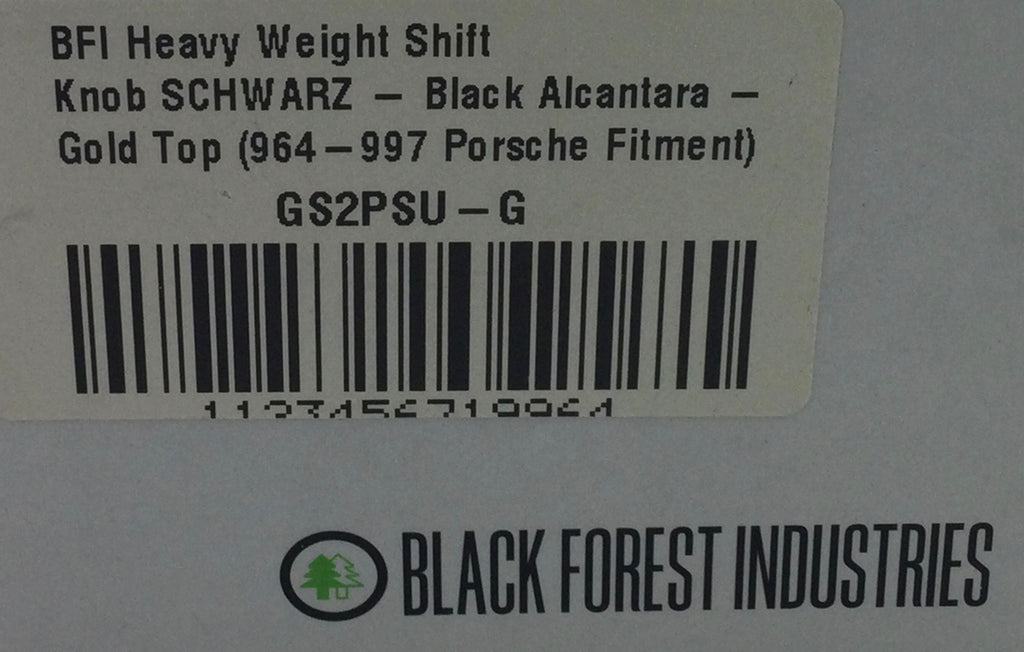 BFI Heavy Weight Shift
Knob SCHWARZ – Black Alcantara –
Gold Top (964–997 Porsche Fitment)
GS2PSU–G
BLACK FOREST INDUSTRIES